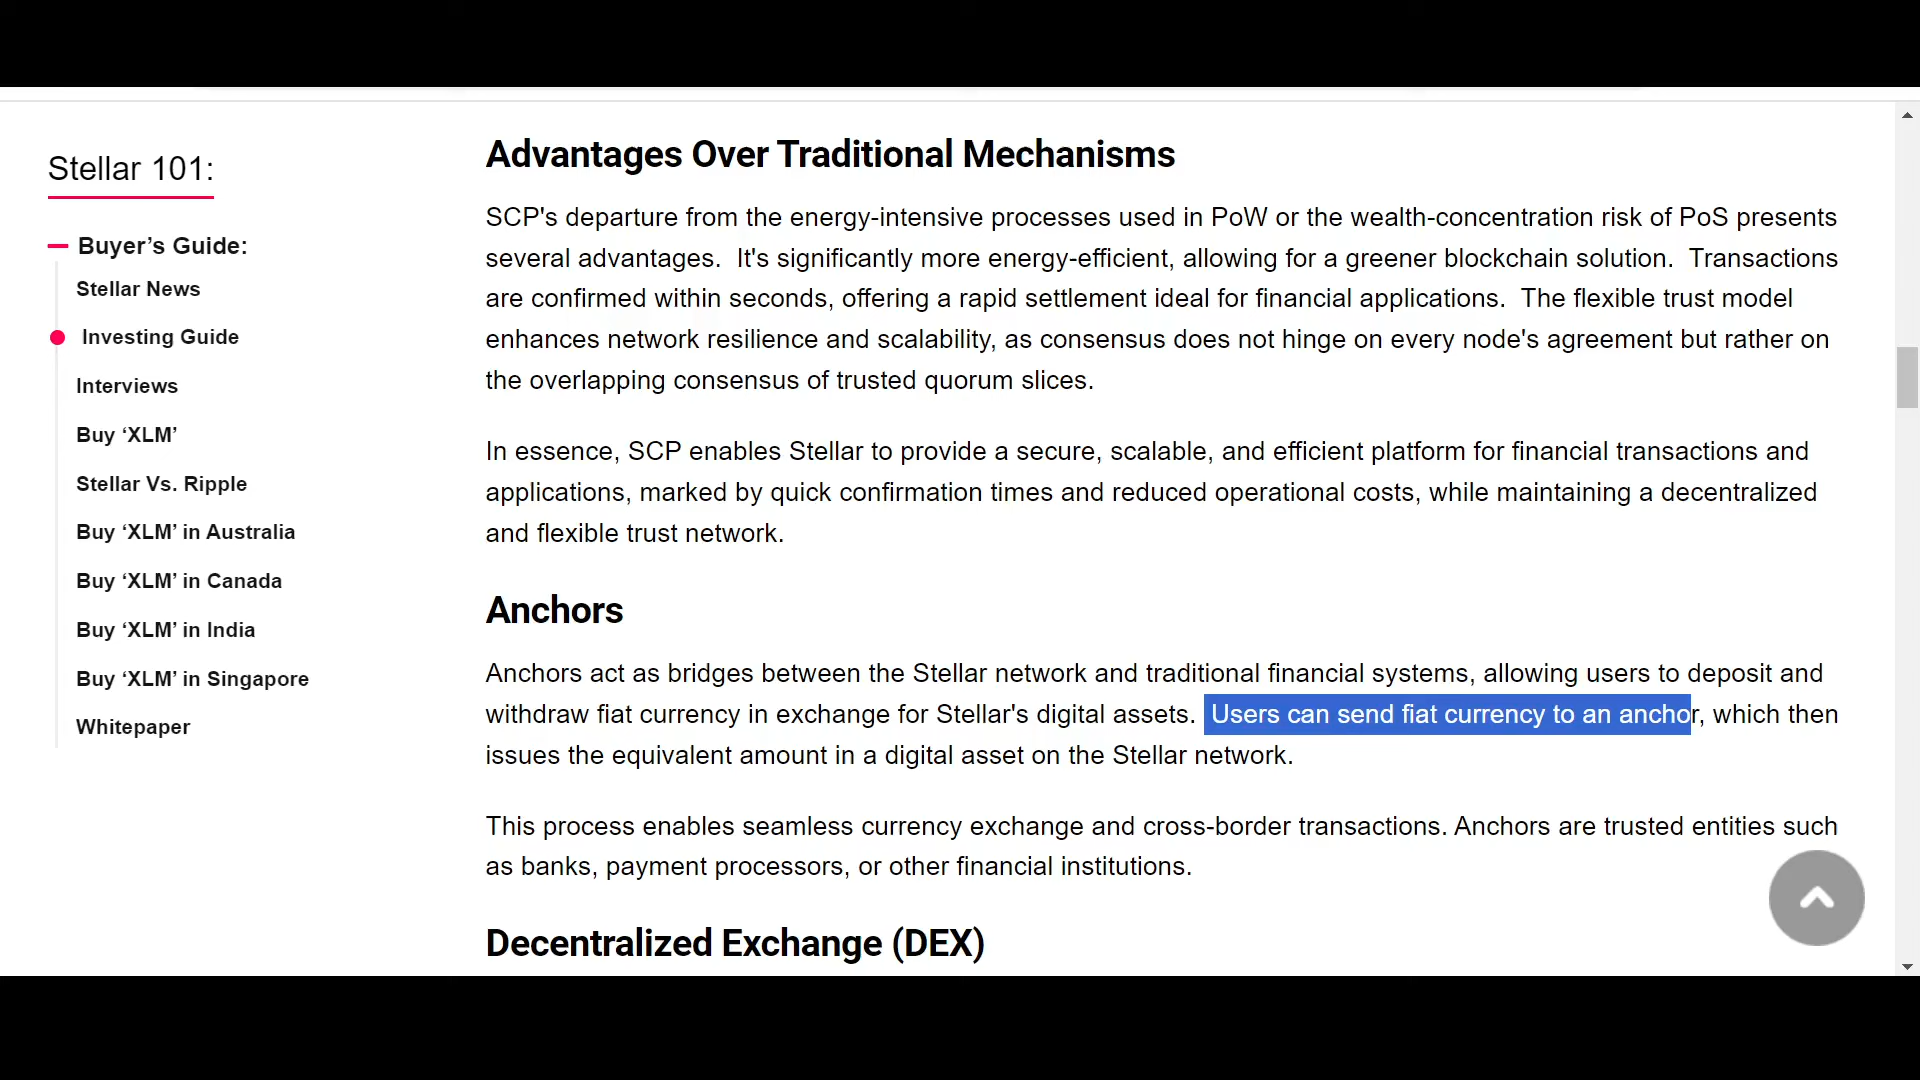 Stellar 101:
Buyer’s Guide:
Stellar News
Investing Guide
Interviews
Buy ‘XLM’
Stellar Vs. Ripple
Buy ‘XLM’ in Australia
Buy ‘XLM’ in Canada
Buy ‘XLM’ in India
Buy ‘XLM’ in Singapore
Whitepaper
Advantages Over Traditional Mechanisms
SCP's departure from the energy-intensive processes used in PoW or the wealth-concentration risk of PoS presents
several advantages.  It's significantly more energy-efficient, allowing for a greener blockchain solution.  Transactions
are confirmed within seconds, offering a rapid settlement ideal for financial applications.  The flexible trust model
enhances network resilience and scalability, as consensus does not hinge on every node's agreement but rather on
the overlapping consensus of trusted quorum slices.
In essence, SCP enables Stellar to provide a secure, scalable, and efficient platform for financial transactions and
applications, marked by quick confirmation times and reduced operational costs, while maintaining a decentralized
and flexible trust network.
Anchors
Anchors act as bridges between the Stellar network and traditional financial systems, allowing users to deposit and
withdraw fiat currency in exchange for Stellar's digital assets.  Users can send fiat currency to an anchor, which then
issues the equivalent amount in a digital asset on the Stellar network.
This process enables seamless currency exchange and cross-border transactions. Anchors are trusted entities such
as banks, payment processors, or other financial institutions.
Decentralized Exchange (DEX)